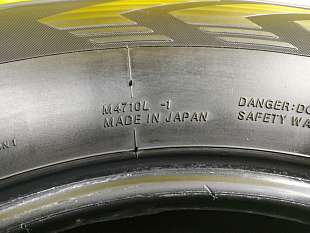 M4710L -1
MADE IN JAPAN
DANGER:DO
SAFETY WA